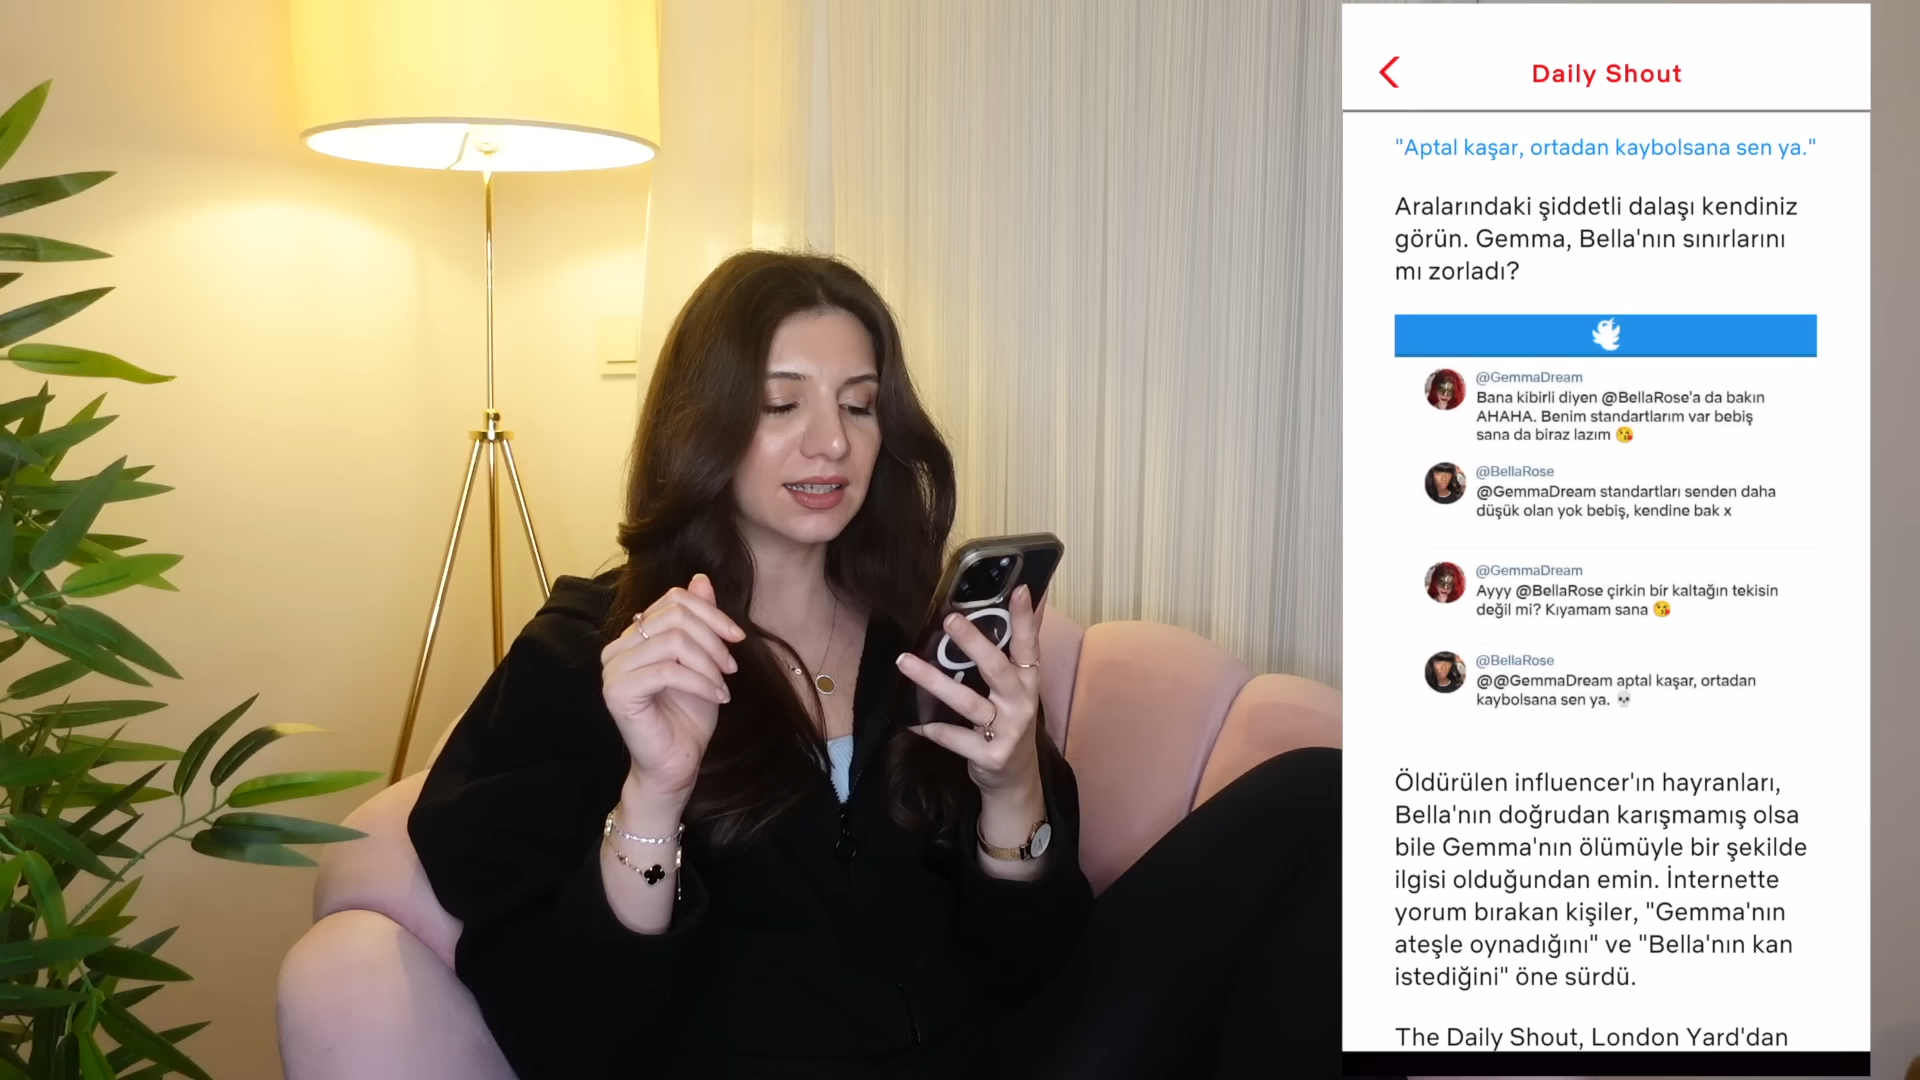 Daily Shout
"Aptal kaşar, ortadan kaybolsana sen ya."
Aralarındaki şiddetli dalaşı kendiniz
görün. Gemma, Bella'nın sınırlarını
mı zorladı?
@GemmaDream
Bana kibirli diyen @BellaRose'a da bakın
AHAHA. Benim standartlarım var bebiş
sana da biraz lazım 😘
@BellaRose
@GemmaDream standartları senden daha
düşük olan yok bebiş, kendine bak x
@GemmaDream
Ayyy @BellaRose çirkin bir kaltağın tekisin
değil mi? Kıyamam sana 😘
@BellaRose
@@GemmaDream aptal kaşar, ortadan
kaybolsana sen ya. 💀
Öldürülen influencer'ın hayranları,
Bella'nın doğrudan karışmamış olsa
bile Gemma'nın ölümüyle bir şekilde
ilgisi olduğundan emin. İnternette
yorum bırakan kişiler, "Gemma'nın
ateşle oynadığını" ve "Bella'nın kan
istediğini" öne sürdü.
The Daily Shout, London Yard'dan